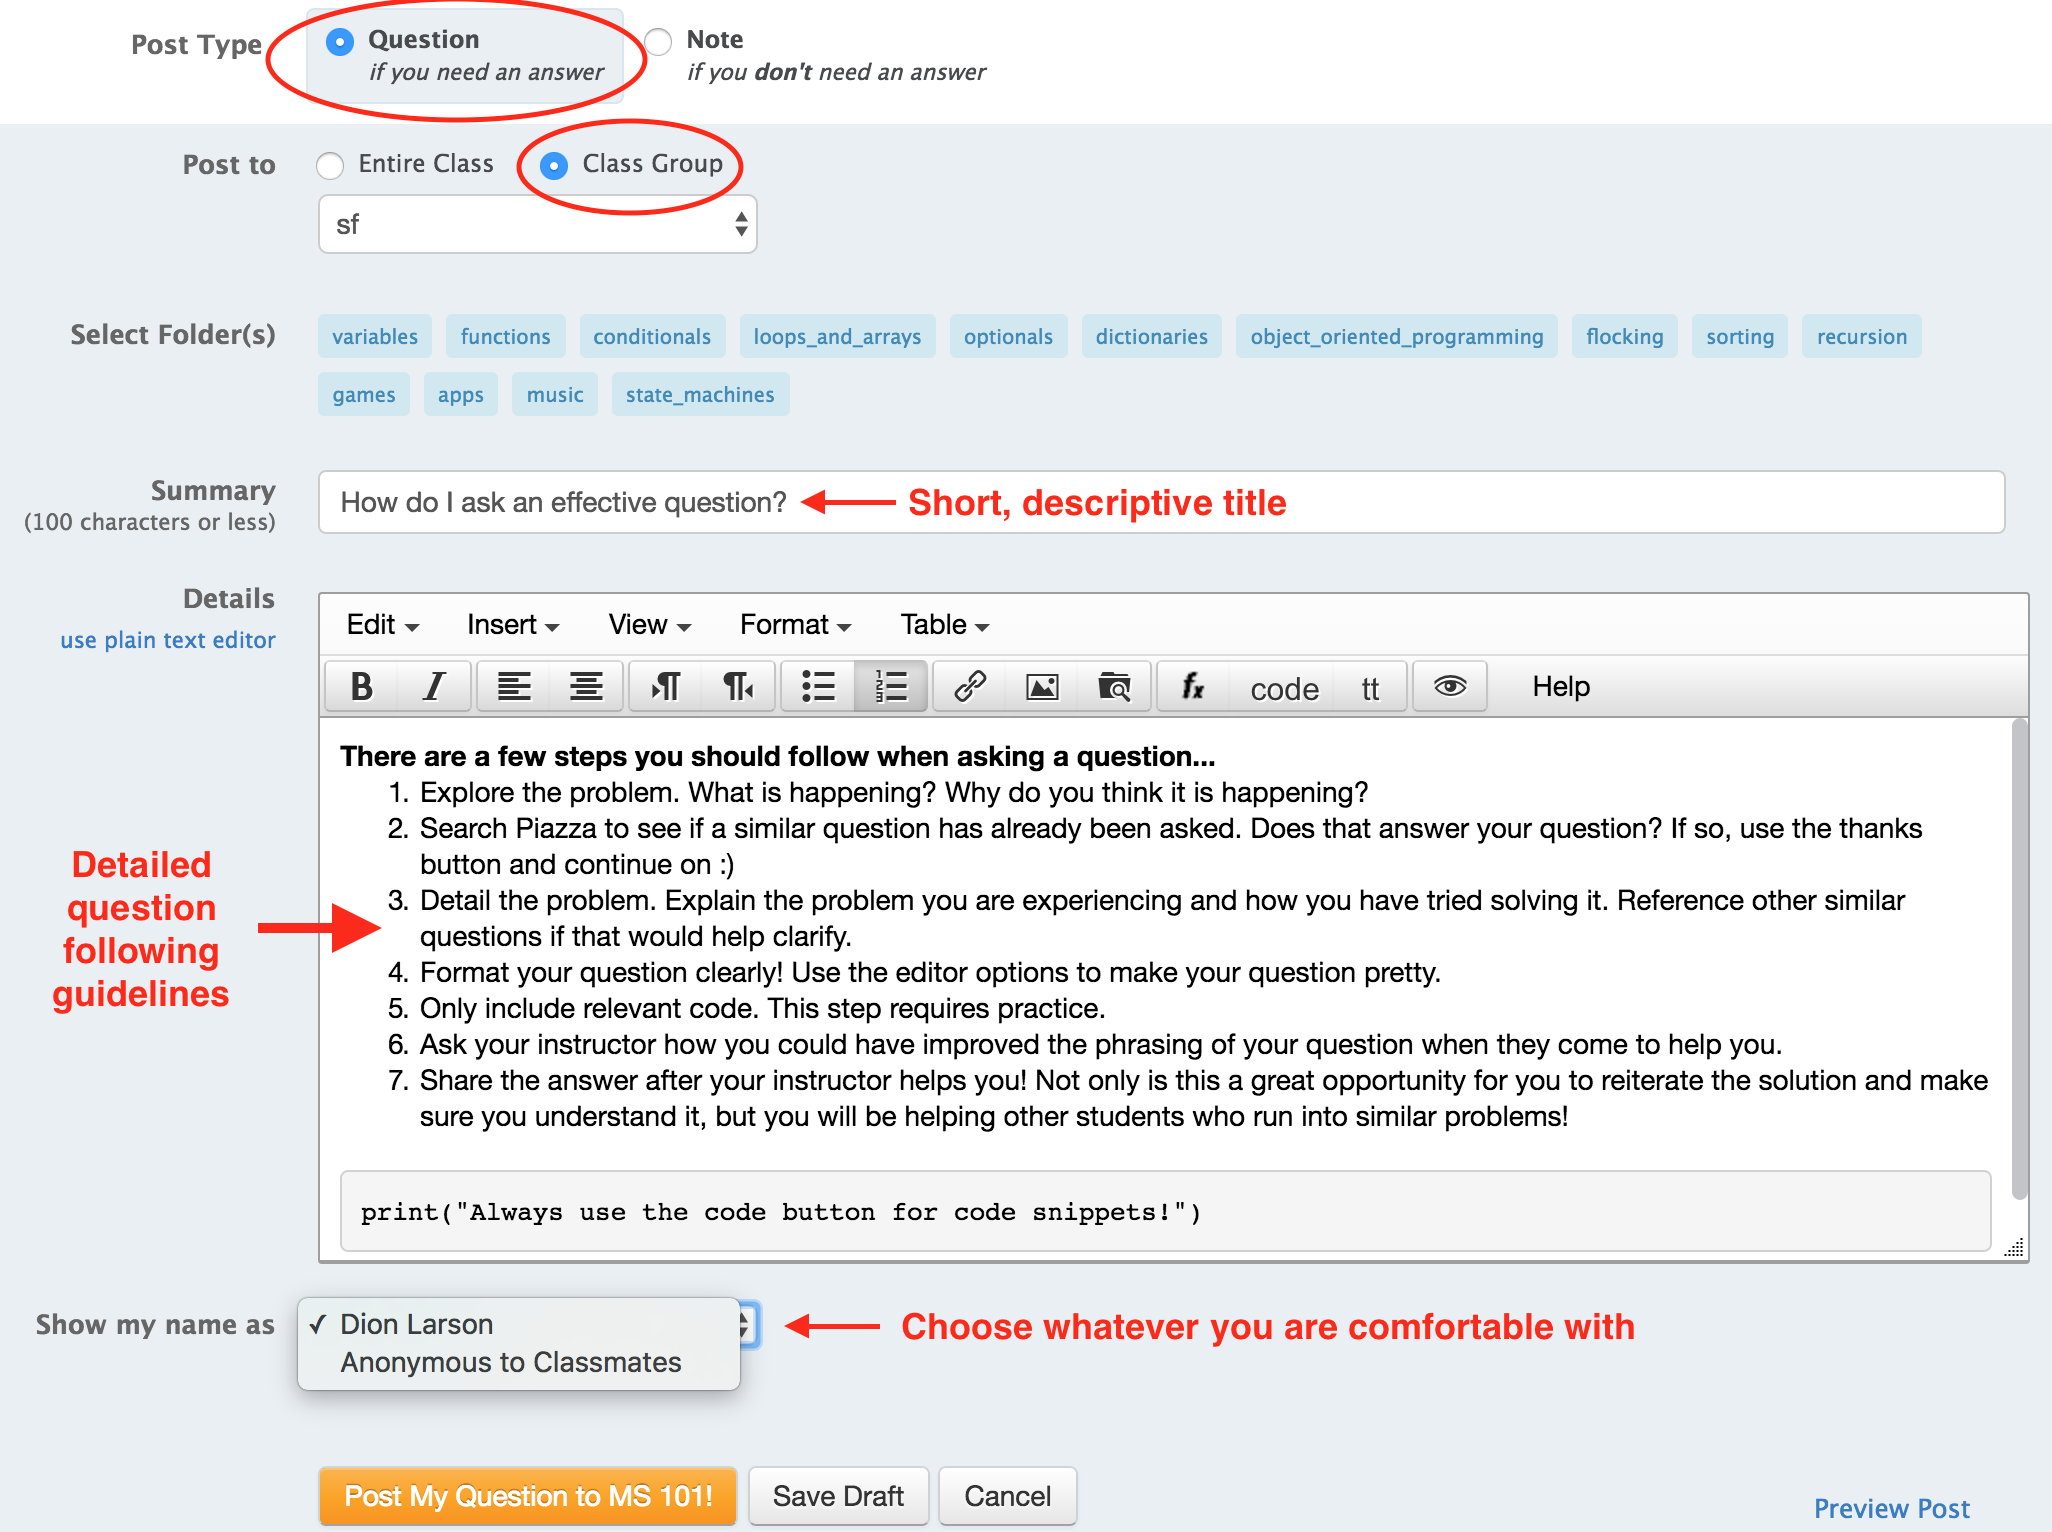 Post Type
Question
if you need an answer
Note
if you don't need an answer
Post to
Entire Class
Class Group
sf
Select Folder(s)
variables functions conditionals loops_and_arrays optionals dictionaries object_oriented_programming flocking sorting recursion
games apps music state_machines
Summary
(100 characters or less)
How do I ask an effective question?
Short, descriptive title
Details
use plain text editor
Edit Insert View Format Table
B I fx code tt Help
There are a few steps you should follow when asking a question...
1. Explore the problem. What is happening? Why do you think it is happening?
2. Search Piazza to see if a similar question has already been asked. Does that answer your question? If so, use the thanks
button and continue on :)
3. Detail the problem. Explain the problem you are experiencing and how you have tried solving it. Reference other similar
questions if that would help clarify.
4. Format your question clearly! Use the editor options to make your question pretty.
5. Only include relevant code. This step requires practice.
6. Ask your instructor how you could have improved the phrasing of your question when they come to help you.
7. Share the answer after your instructor helps you! Not only is this a great opportunity for you to reiterate the solution and make
sure you understand it, but you will be helping other students who run into similar problems!
print("Always use the code button for code snippets!")
Detailed
question
following
guidelines
Show my name as
✓ Dion Larson
Anonymous to Classmates
Choose whatever you are comfortable with
Post My Question to MS 101!
Save Draft
Cancel
Preview Post